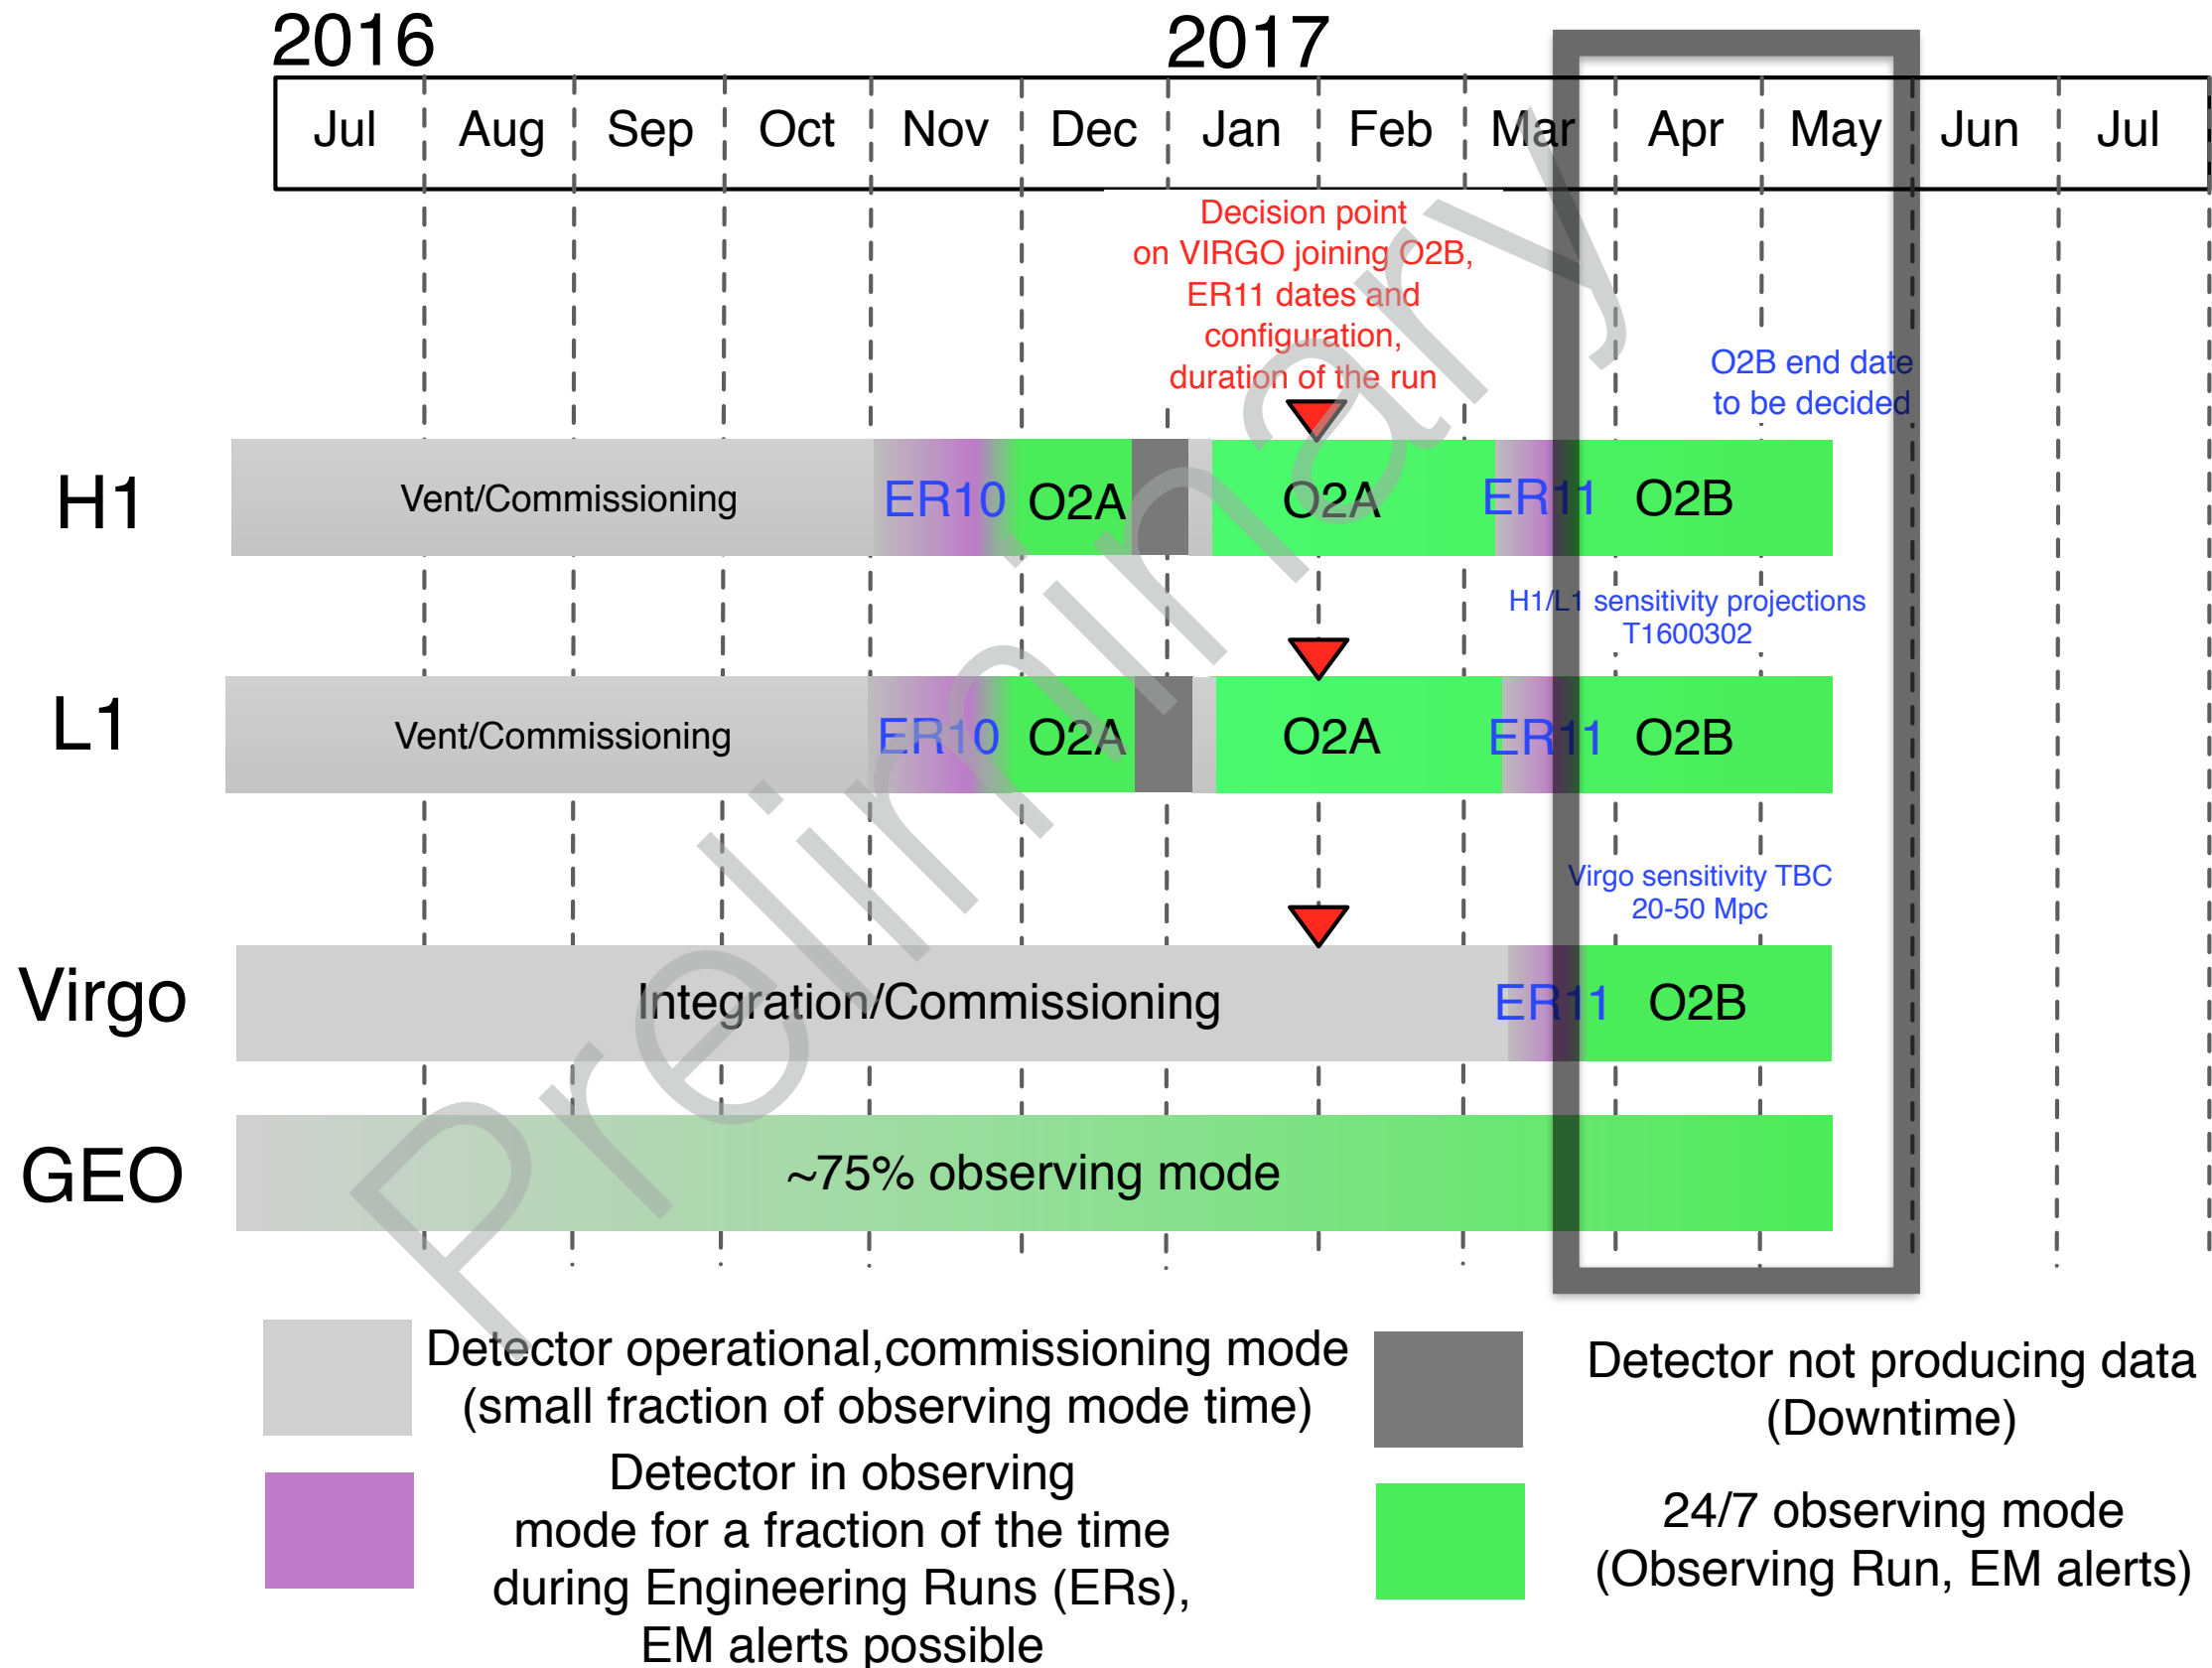 2016
2017
Jul
Aug
Sep
Oct
Nov
Dec
Jan
Feb
Mar
Apr
May
Jun
Jul
Decision point
on VIRGO joining O2B,
ER11 dates and
configuration,
duration of the run
O2B end date
to be decided
H1
Vent/Commissioning
ER10
O2A
O2A
ER11
O2B
H1/L1 sensitivity projections
T1600302
L1
Vent/Commissioning
ER10
O2A
O2A
ER11
O2B
Virgo sensitivity TBC
20-50 Mpc
Virgo
Integration/Commissioning
ER11
O2B
GEO
~75% observing mode
Preliminary
Detector operational,commissioning mode
(small fraction of observing mode time)
Detector not producing data
(Downtime)
Detector in observing
mode for a fraction of the time
during Engineering Runs (ERs),
EM alerts possible
24/7 observing mode
(Observing Run, EM alerts)